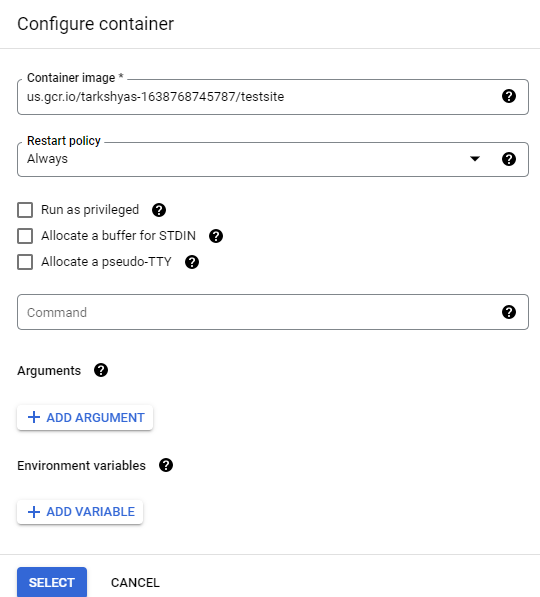 Configure container
Container image *
us.gcr.io/tarkshyas-1638768745787/testsite
Restart policy
Always
Run as privileged
Allocate a buffer for STDIN
Allocate a pseudo-TTY
Command
Arguments
+ ADD ARGUMENT
Environment variables
+ ADD VARIABLE
SELECT CANCEL